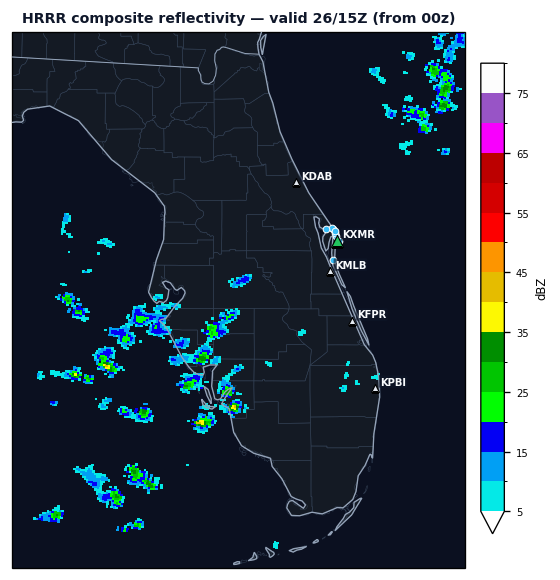 HRRR composite reflectivity — valid 26/15Z (from 00z)
KDAB
KXMR
KMLB
KFPR
KPBI
75
65
55
45
35
25
15
5
dBZ